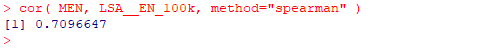 > cor( MEN, LSA__EN_100k, method="spearman" )
[1] 0.7096647
>